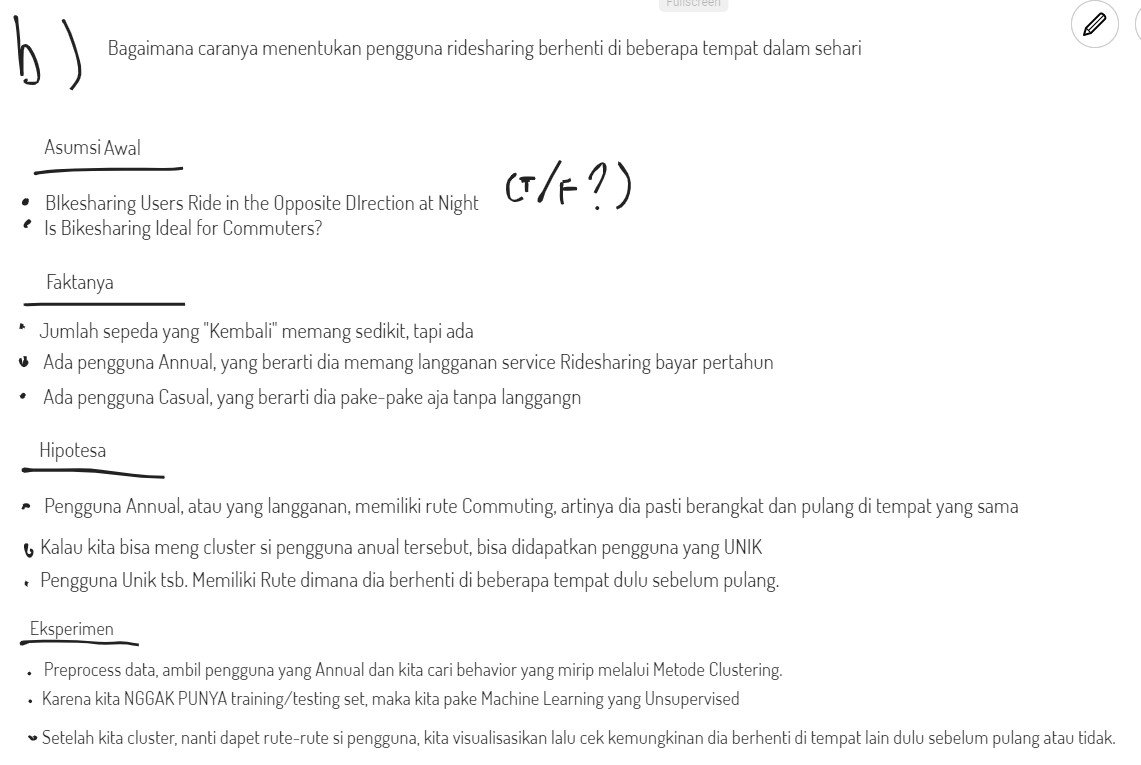 Fullscreen
b)
Bagaimana caranya menentukan pengguna ridesharing berhenti di beberapa tempat dalam sehari
Asumsi Awal
BIkesharing Users Ride in the Opposite DIrection at Night (T/F?)
Is Bikesharing Ideal for Commuters?
Faktanya
Jumlah sepeda yang "Kembali" memang sedikit, tapi ada
Ada pengguna Annual, yang berarti dia memang langganan service Ridesharing bayar pertahun
Ada pengguna Casual, yang berarti dia pake-pake aja tanpa langgangn
Hipotesa
Pengguna Annual, atau yang langganan, memiliki rute Commuting, artinya dia pasti berangkat dan pulang di tempat yang sama
Kalau kita bisa meng cluster si pengguna anual tersebut, bisa didapatkan pengguna yang UNIK
Pengguna Unik tsb. Memiliki Rute dimana dia berhenti di beberapa tempat dulu sebelum pulang.
Eksperimen
Preprocess data, ambil pengguna yang Annual dan kita cari behavior yang mirip melalui Metode Clustering.
Karena kita NGGAK PUNYA training/testing set, maka kita pake Machine Learning yang Unsupervised
Setelah kita cluster, nanti dapet rute-rute si pengguna, kita visualisasikan lalu cek kemungkinan dia berhenti di tempat lain dulu sebelum pulang atau tidak.